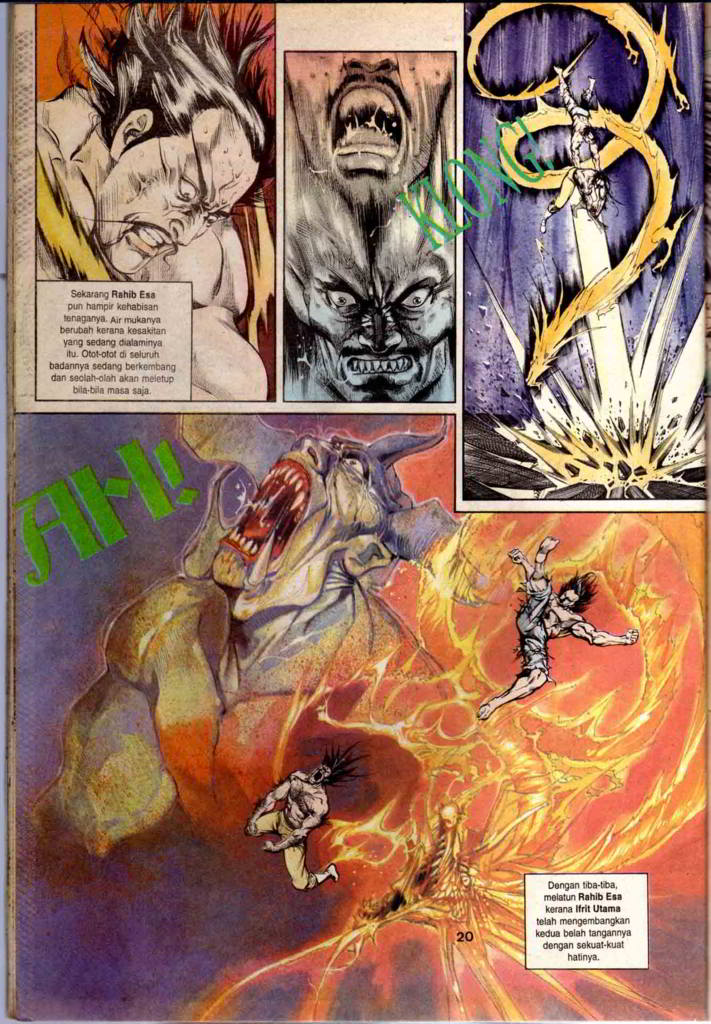 Sekarang Rahib Esa
pun hampir kehabisan
tenaganya. Air mukanya
berubah kerana kesakitan
yang sedang dialaminya
itu. Otot-otot di seluruh
badannya sedang berkembang
dan seolah-olah akan meletup
bila-bila masa saja.
KLONG!
AH!
Dengan tiba-tiba,
melatun Rahib Esa
kerana Ifrit Utama
telah mengembangkan
kedua belah tangannya
dengan sekuat-kuat
hatinya.
20